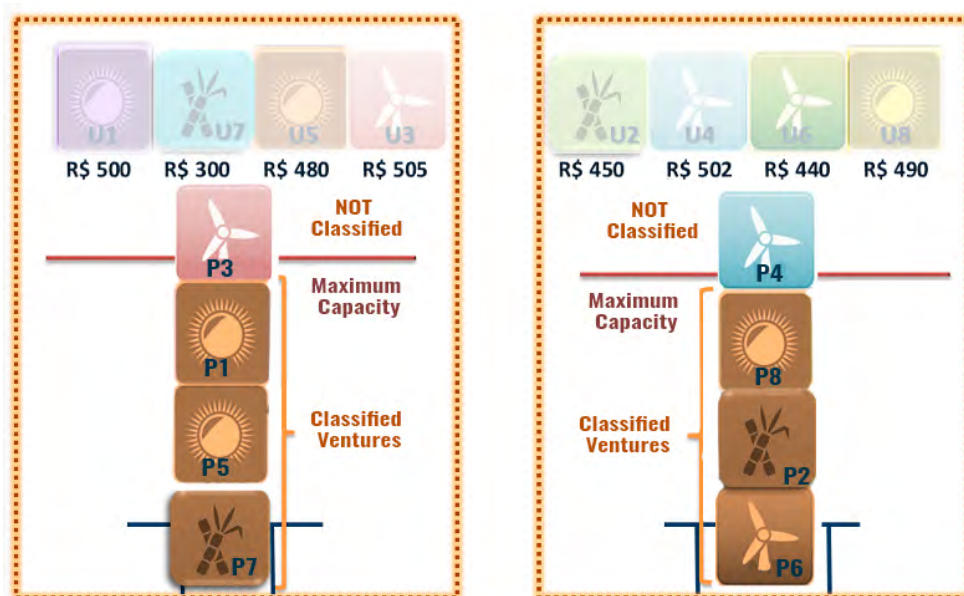 U1 U7 U5 U3
R$ 500 R$ 300 R$ 480 R$ 505
NOT
Classified
P3
Maximum
Capacity
P1
Classified
Ventures
P5
P7
U2 U4 U6 U8
R$ 450 R$ 502 R$ 440 R$ 490
NOT
Classified
P4
Maximum
Capacity
P8
Classified
Ventures
P2
P6